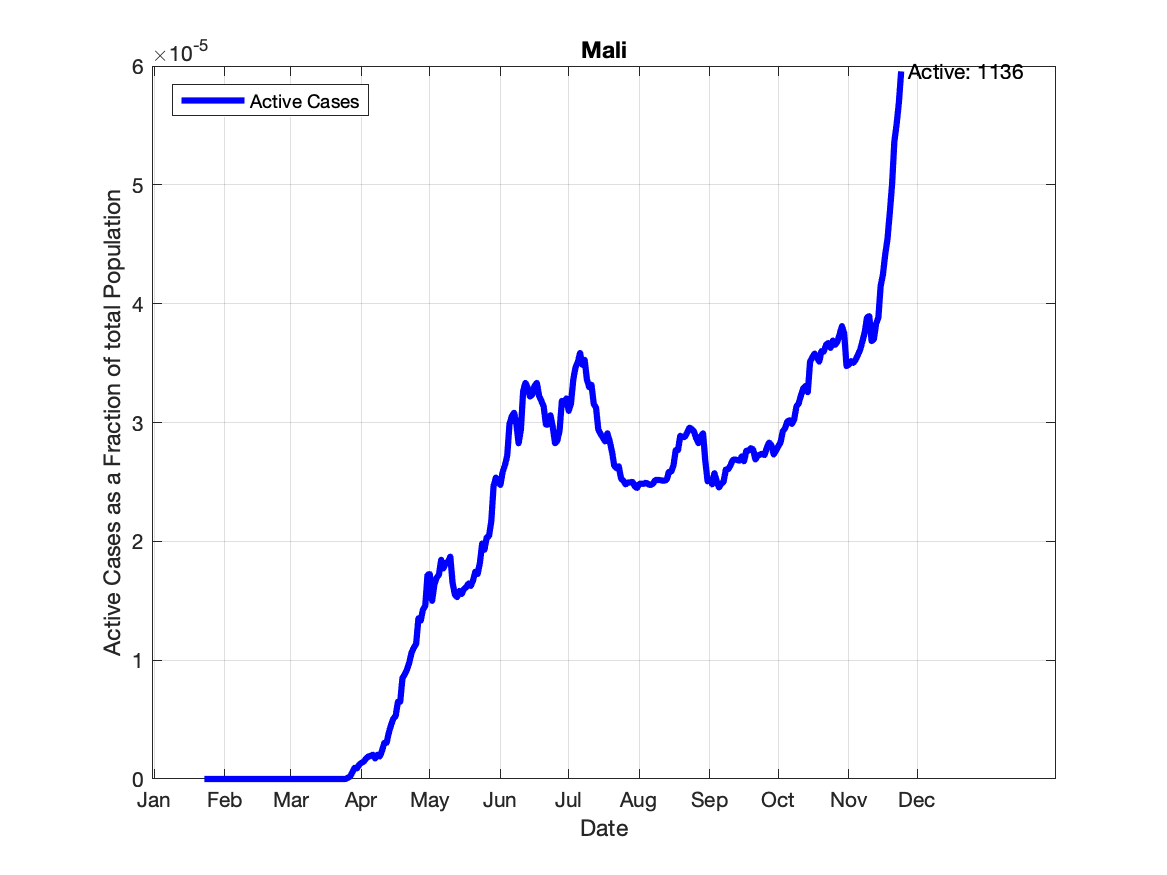 Mali
×10-5
6
5
4
3
2
1
0
Active Cases as a Fraction of total Population
Active Cases
Active: 1136
Jan Feb Mar Apr May Jun Jul Aug Sep Oct Nov Dec
Date